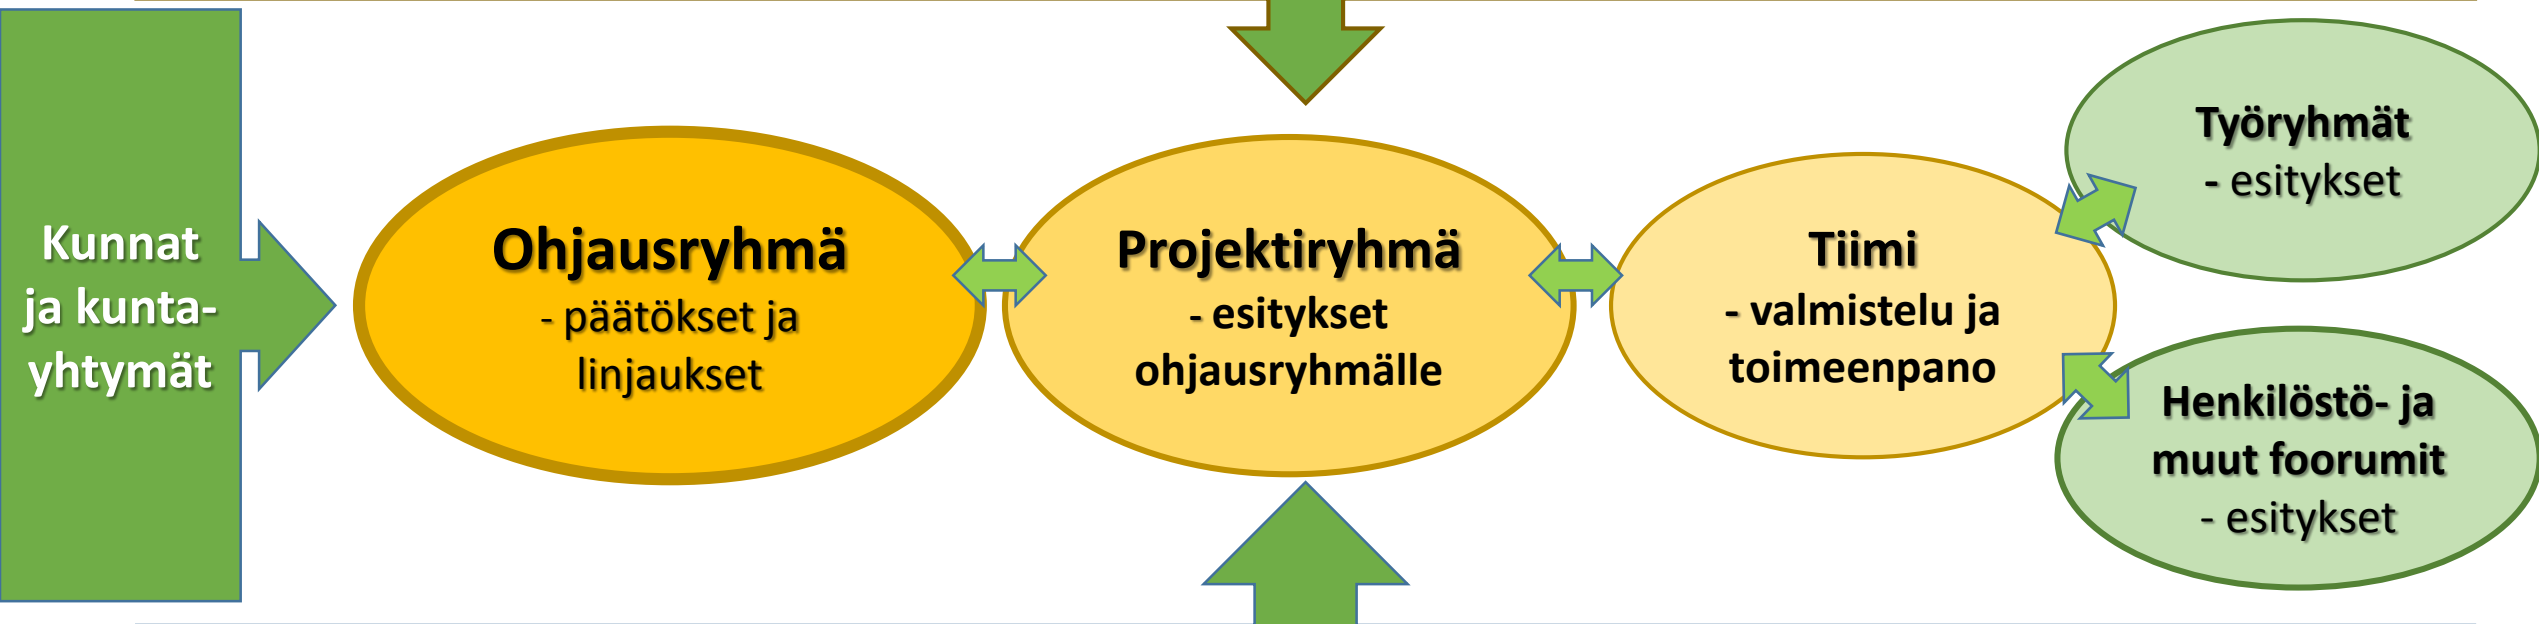 Kunnat
ja kunta-
yhtymät
Ohjausryhmä
- päätökset ja
linjaukset
Projektiryhmä
- esitykset
ohjausryhmälle
Tiimi
- valmistelu ja
toimeenpano
Työryhmät
- esitykset
Henkilöstö- ja
muut foorumit
- esitykset